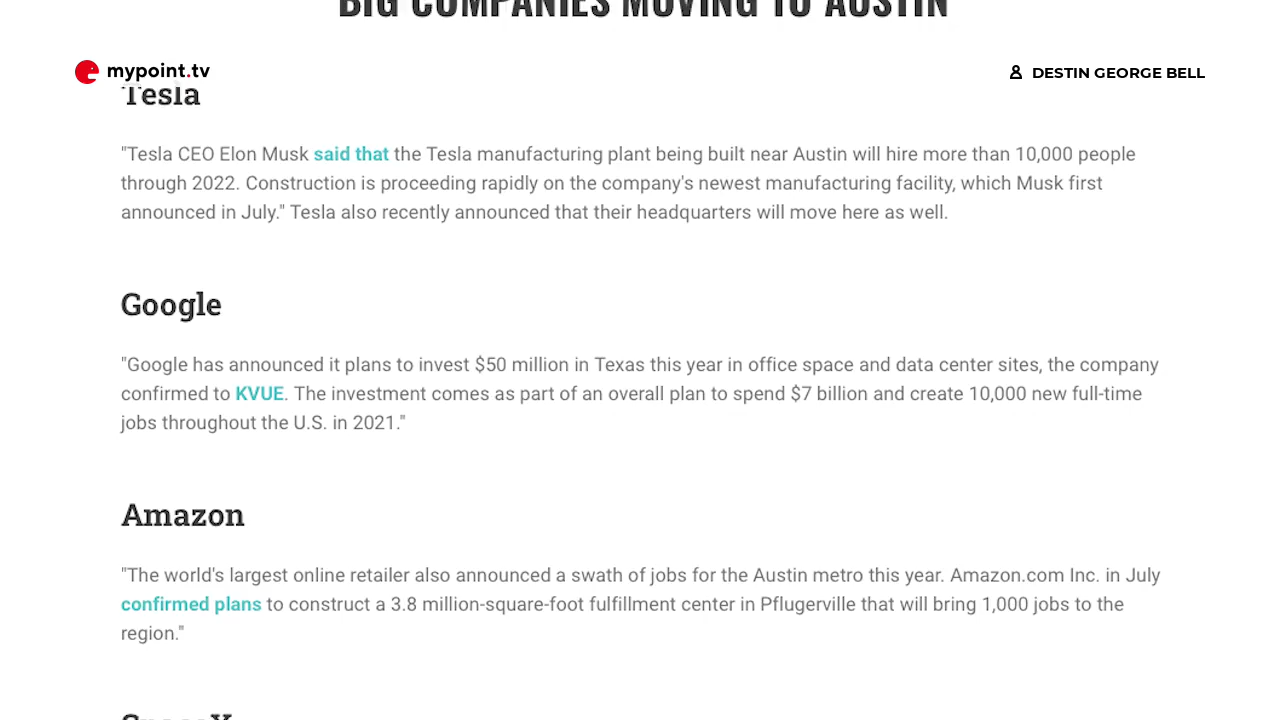 BIG COMPANIES MOVING TO AUSTIN
mypoint.tv
DESTIN GEORGE BELL
Tesla
"Tesla CEO Elon Musk said that the Tesla manufacturing plant being built near Austin will hire more than 10,000 people
through 2022. Construction is proceeding rapidly on the company's newest manufacturing facility, which Musk first
announced in July." Tesla also recently announced that their headquarters will move here as well.
Google
"Google has announced it plans to invest $50 million in Texas this year in office space and data center sites, the company
confirmed to KVUE. The investment comes as part of an overall plan to spend $7 billion and create 10,000 new full-time
jobs throughout the U.S. in 2021."
Amazon
"The world's largest online retailer also announced a swath of jobs for the Austin metro this year. Amazon.com Inc. in July
confirmed plans to construct a 3.8 million-square-foot fulfillment center in Pflugerville that will bring 1,000 jobs to the
region."
SpaceX